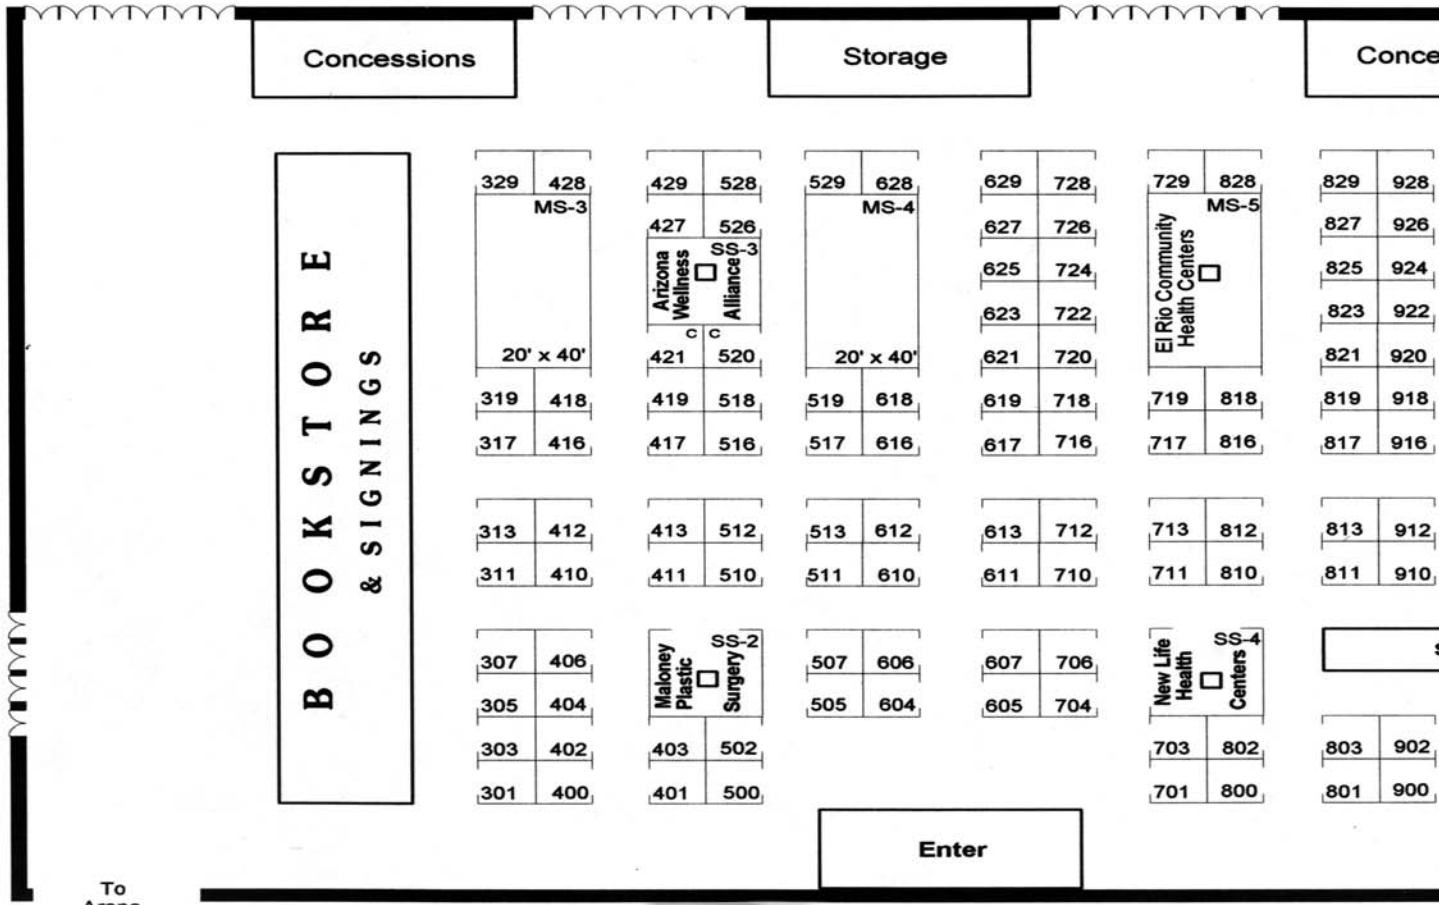 Concessions
Storage
Conce
BOOKSTORE
& SIGNINGS
329 428
MS-3
20' x 40'
319 418
317 416
313 412
311 410
307 406
305 404
303 402
301 400
429 528
427 526
SS-3
Arizona
Wellness
Alliance
C C
421 520
419 518
417 516
413 512
411 510
SS-2
Maloney
Plastic
Surgery
403 502
401 500
529 628
MS-4
20' x 40'
519 618
517 616
513 612
511 610
507 606
505 604
629 728
627 726
625 724
623 722
621 720
619 718
617 716
613 712
611 710
607 706
605 704
729 828
MS-5
El Rio Community
Health Centers
719 818
717 816
713 812
711 810
SS-4
New Life
Health
Centers
703 802
701 800
829 928
827 926
825 924
823 922
821 920
819 918
817 916
813 912
811 910
803 902
801 900
Enter
To